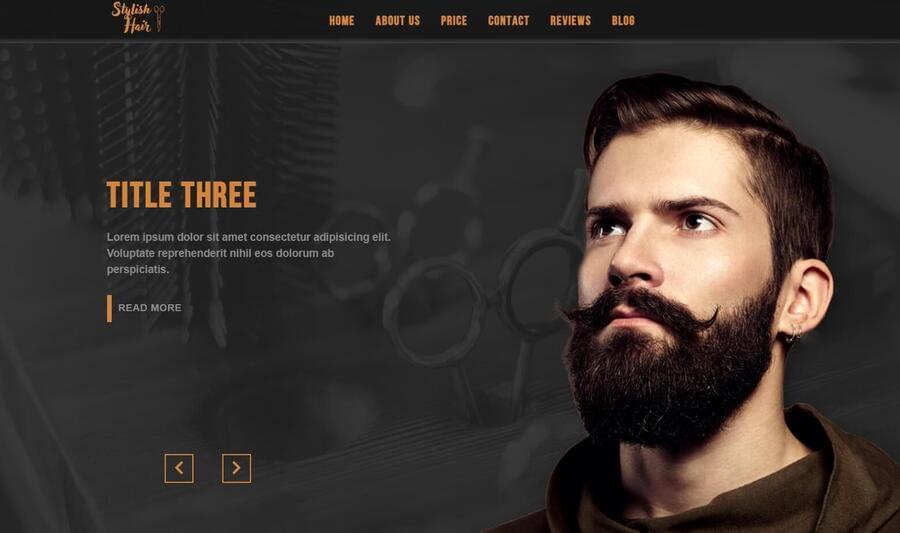 Stylish
Hair
HOME ABOUT US PRICE CONTACT REVIEWS BLOG
TITLE THREE
Lorem ipsum dolor sit amet consectetur adipisicing elit.
Voluptate reprehenderit nihil eos dolorum ab
perspiciatis.
READ MORE